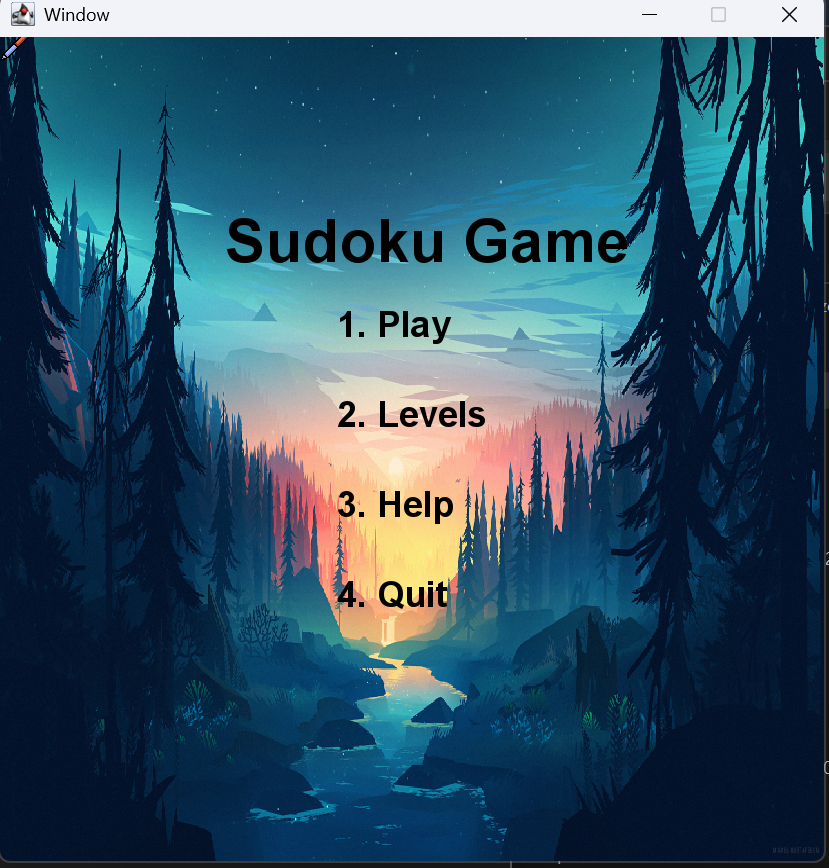 Window
Sudoku Game
1. Play
2. Levels
3. Help
4. Quit